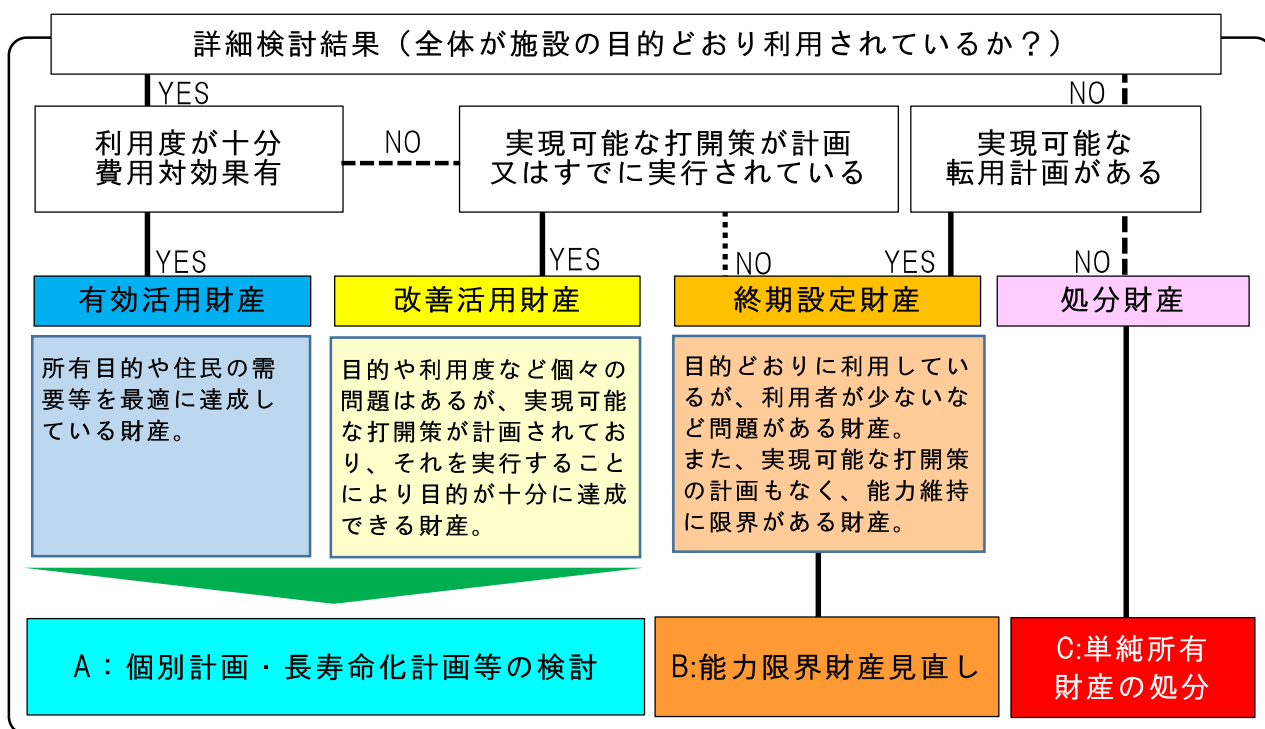 詳細検討結果（全体が施設の目的どおり利用されているか？）
YES
NO
利用度が十分
費用対効果有
NO
実現可能な打開策が計画
又はすでに実行されている
実現可能な
転用計画がある
YES
YES
NO
YES
NO
有効活用財産
改善活用財産
終期設定財産
処分財産
所有目的や住民の需
要等を最適に達成し
ている財産。
目的や利用度など個々の
問題はあるが、実現可能
な打開策が計画されてお
り、それを実行すること
により目的が十分に達成
できる財産。
目的どおりに利用してい
るが、利用者が少ないな
ど問題がある財産。
また、実現可能な打開策
の計画もなく、能力維持
に限界がある財産。
A：個別計画・長寿命化計画等の検討
B:能力限界財産見直し
C:単純所有
財産の処分